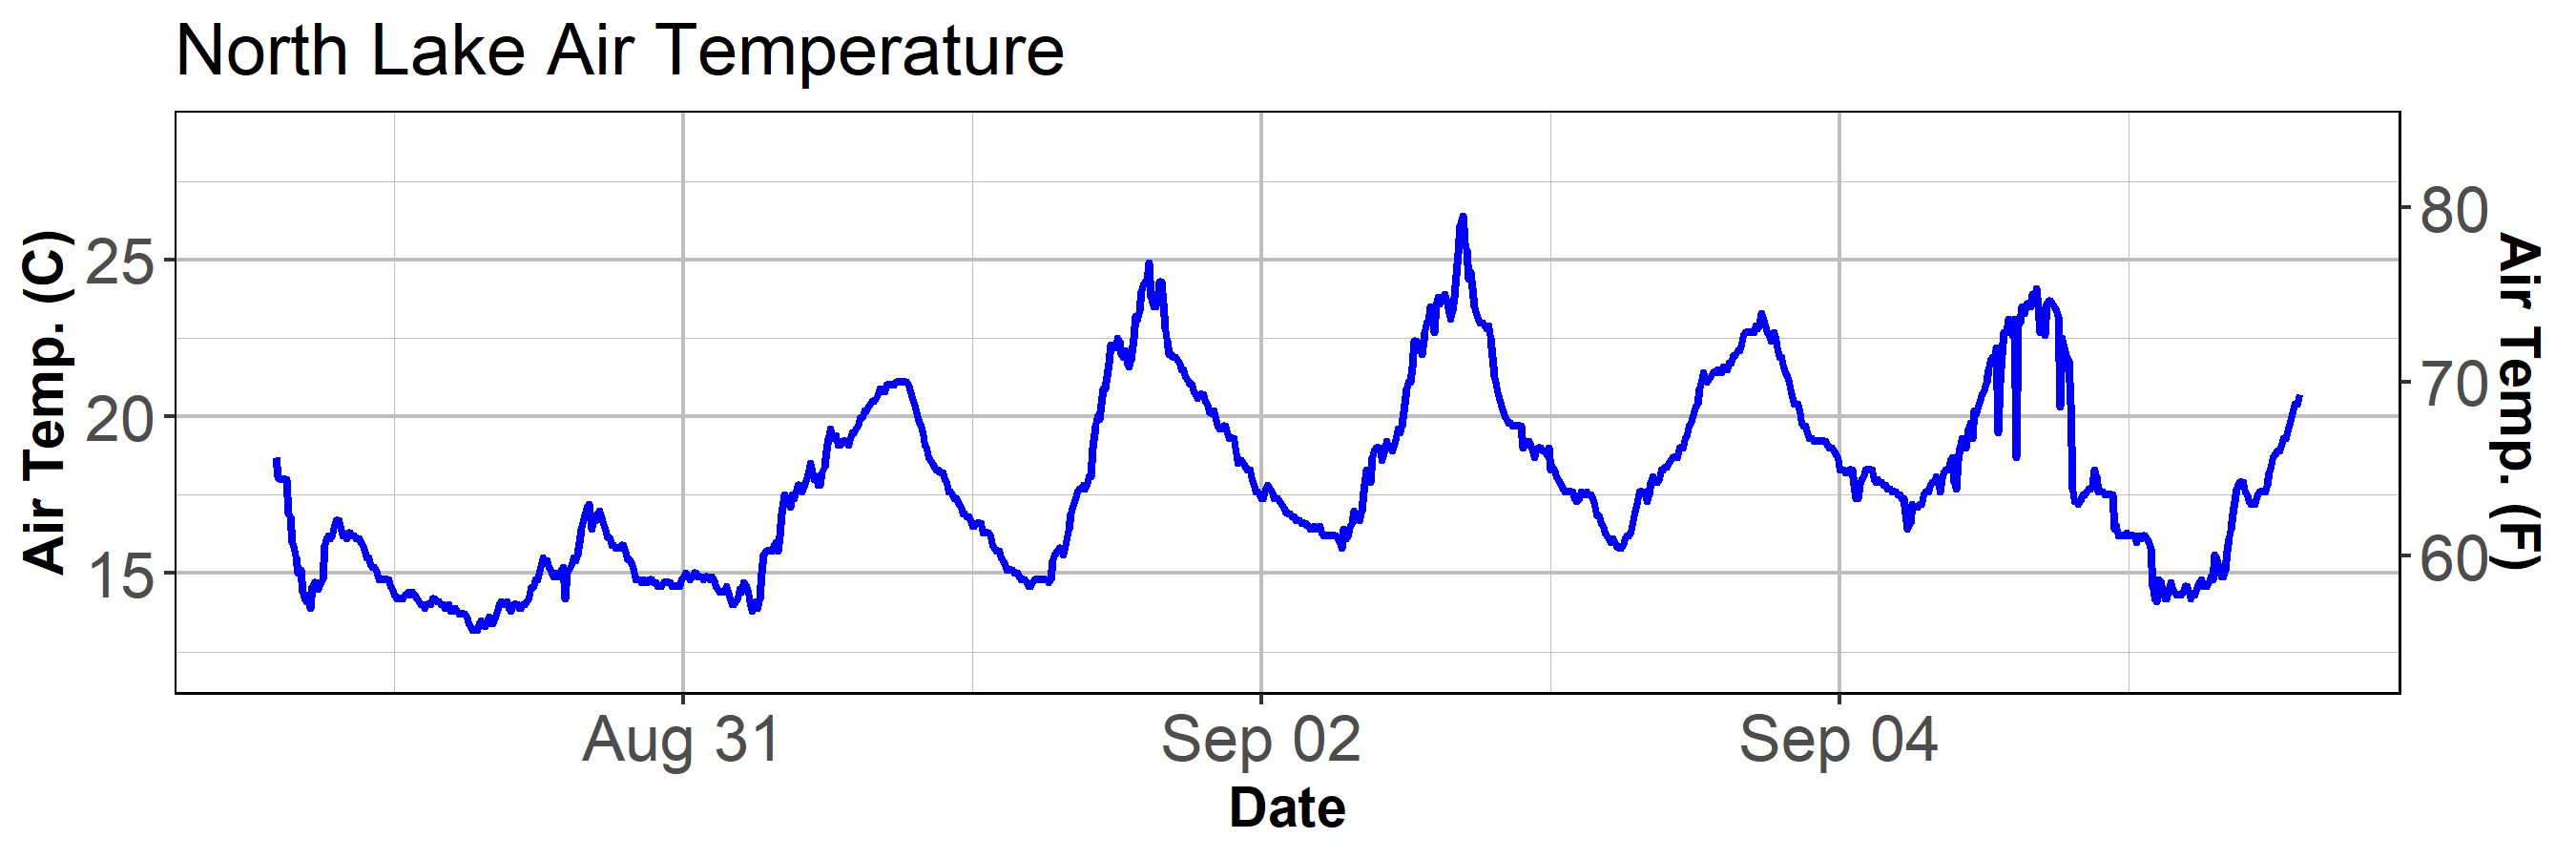 North Lake Air Temperature
Air Temp. (C)
25
20
15
80
70
60
Air Temp. (F)
Aug 31
Sep 02
Sep 04
Date